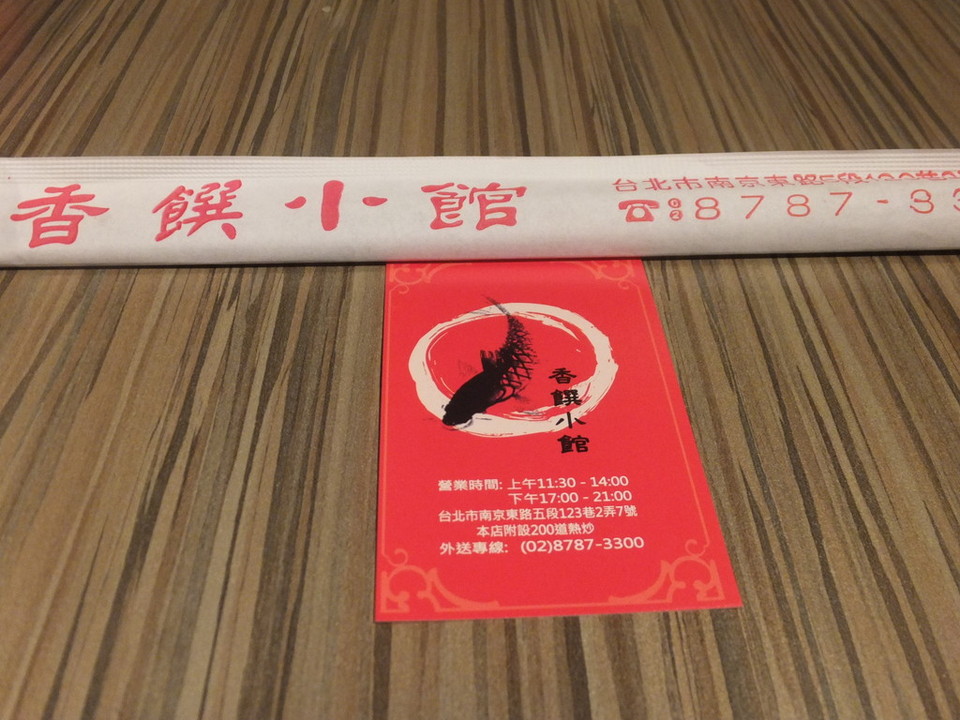 香饌小館
台北市南京東路5段
☎028787-33
香饌小館
營業時間: 上午11:30 - 14:00
下午17:00 - 21:00
台北市南京東路五段123巷2弄7號
本店附設200道熱炒
外送專線: (02)8787-3300